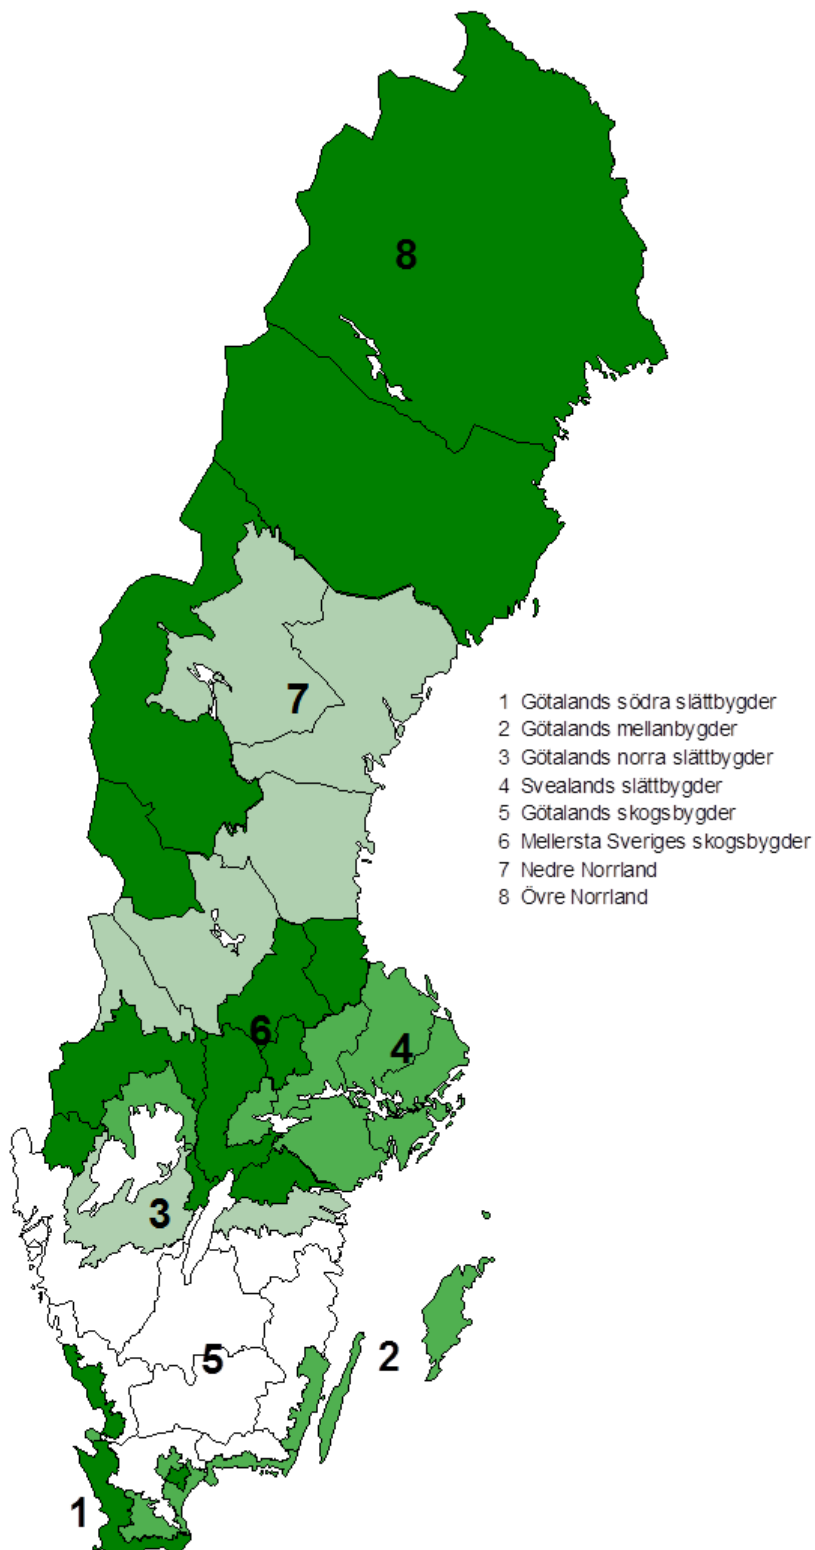 8
7
1 Götalands södra slättbygder
2 Götalands mellanbygder
3 Götalands norra slättbygder
4 Svealands slättbygder
5 Götalands skogsbygder
6 Mellersta Sveriges skogsbygder
7 Nedre Norrland
8 Övre Norrland
6
4
3
2
5
1